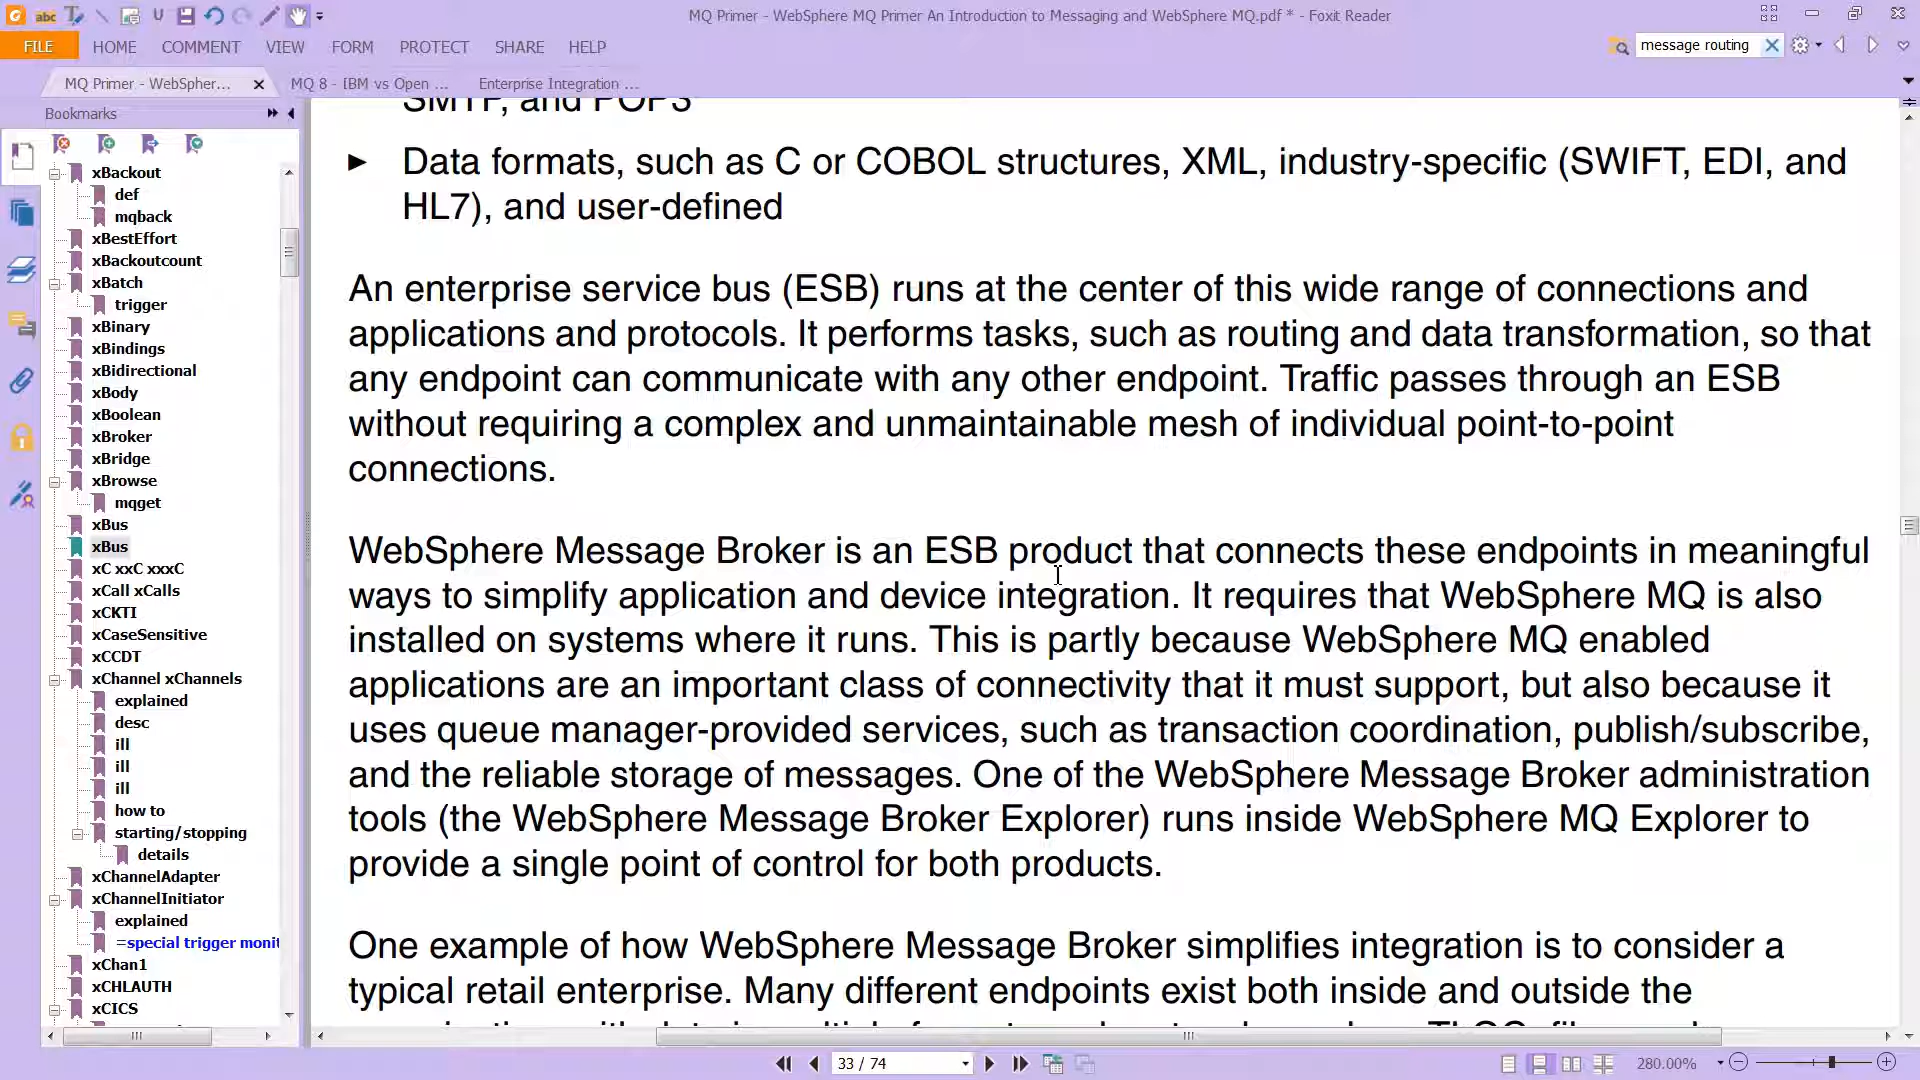 MQ Primer - WebSphere MQ Primer An Introduction to Messaging and WebSphere MQ.pdf * - Foxit Reader
FILE HOME COMMENT VIEW FORM PROTECT SHARE HELP
message routing
MQ Primer - WebSpher... MQ 8 - IBM vs Open ... Enterprise Integration ...
Bookmarks
xBackout
def
mqback
xBestEffort
xBackoutcount
xBatch
trigger
xBinary
xBindings
xBidirectional
xBody
xBoolean
xBroker
xBridge
xBrowse
mqget
xBus
xBus
xC xxC xxxC
xCall xCalls
xCKTI
xCaseSensitive
xCCDT
xChannel xChannels
explained
desc
ill
ill
ill
how to
starting/stopping
details
xChannelAdapter
xChannelInitiator
explained
=special trigger monit
xChan1
xCHLAUTH
xCICS
SMTP, and POP3
► Data formats, such as C or COBOL structures, XML, industry-specific (SWIFT, EDI, and
HL7), and user-defined
An enterprise service bus (ESB) runs at the center of this wide range of connections and
applications and protocols. It performs tasks, such as routing and data transformation, so that
any endpoint can communicate with any other endpoint. Traffic passes through an ESB
without requiring a complex and unmaintainable mesh of individual point-to-point
connections.
WebSphere Message Broker is an ESB product that connects these endpoints in meaningful
ways to simplify application and device integration. It requires that WebSphere MQ is also
installed on systems where it runs. This is partly because WebSphere MQ enabled
applications are an important class of connectivity that it must support, but also because it
uses queue manager-provided services, such as transaction coordination, publish/subscribe,
and the reliable storage of messages. One of the WebSphere Message Broker administration
tools (the WebSphere Message Broker Explorer) runs inside WebSphere MQ Explorer to
provide a single point of control for both products.
One example of how WebSphere Message Broker simplifies integration is to consider a
typical retail enterprise. Many different endpoints exist both inside and outside the
33 / 74
280.00%